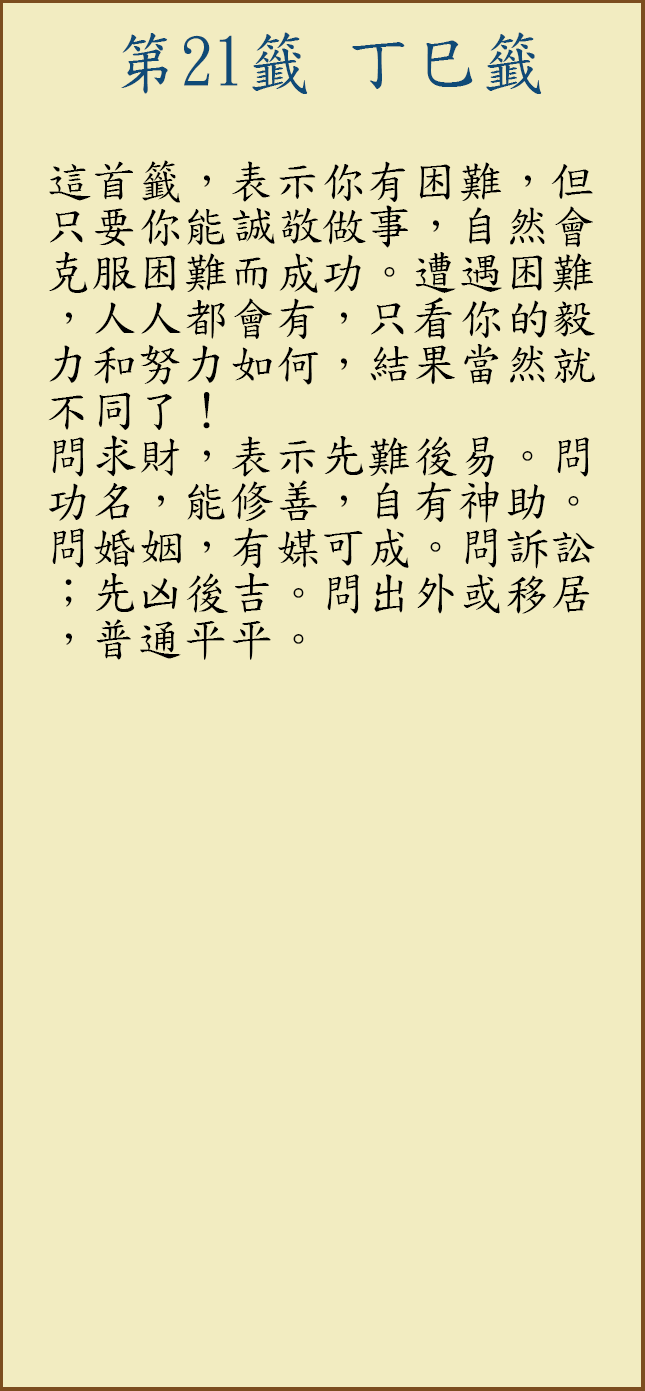 第21籤 丁巳籤
這首籤，表示你有困難，但
只要你能誠敬做事，自然會
克服困難而成功。遭遇困難
，人人都會有，只看你的毅
力和努力如何，結果當然就
不同了！
問求財，表示先難後易。問
功名，能修善，自有神助。
問婚姻，有媒可成。問訴訟
；先凶後吉。問出外或移居
，普通平平。